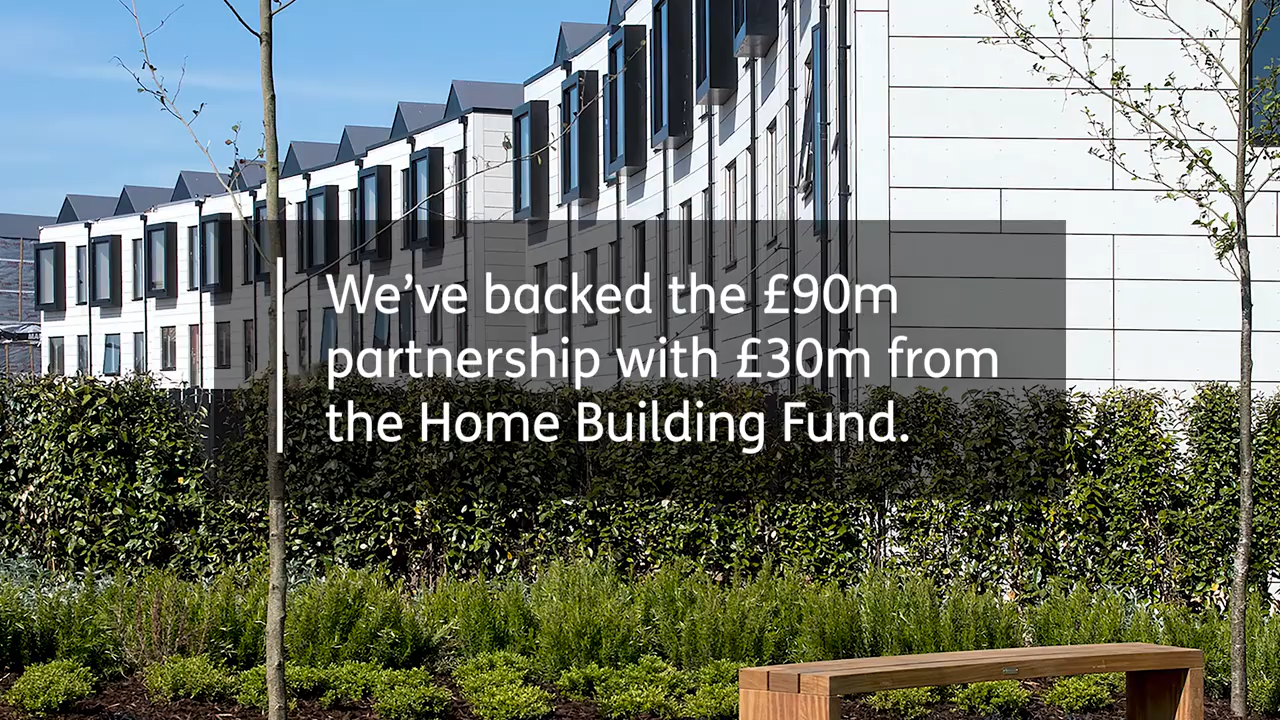 We’ve backed the £90m
partnership with £30m from
the Home Building Fund.